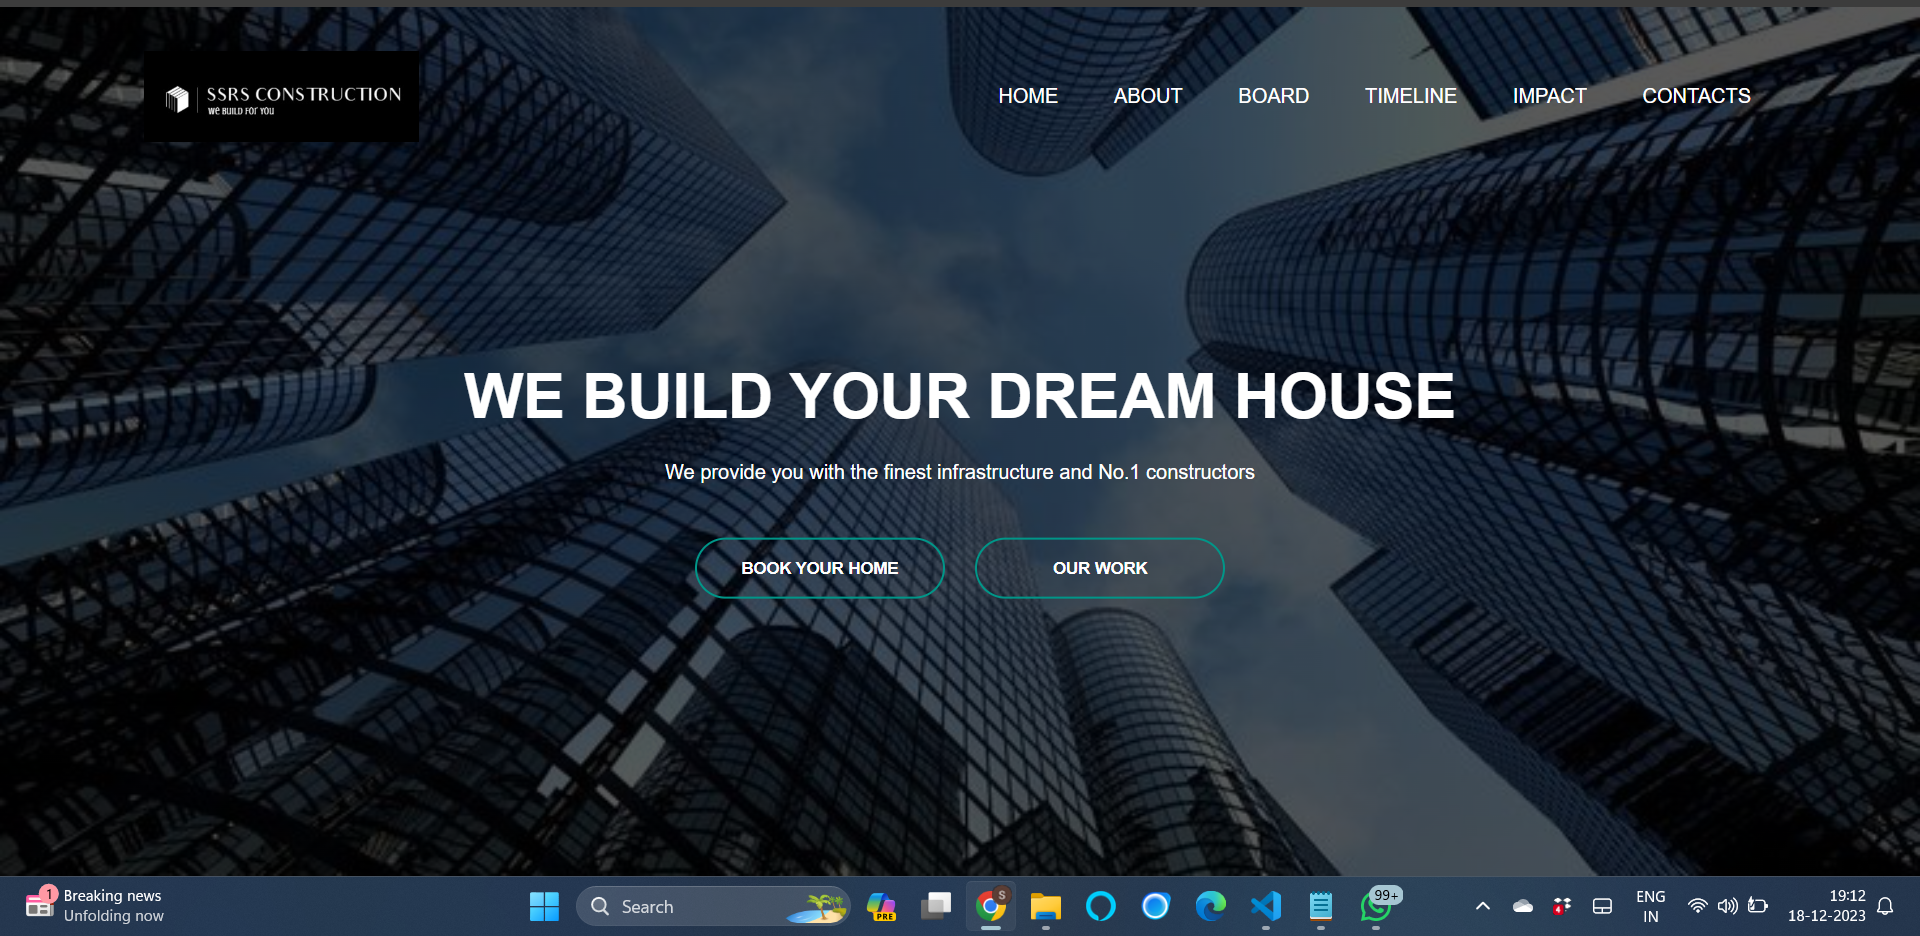 SSRS CONSTRUCTION
We BUILD FOr YOU
HOME ABOUT BOARD TIMELINE IMPACT CONTACTS
WE BUILD YOUR DREAM HOUSE
We provide you with the finest infrastructure and No.1 constructors
BOOK YOUR HOME OUR WORK
1
Breaking news
Unfolding now
Search
PRE
S
99+
4
ENG
IN
19:12
18-12-2023